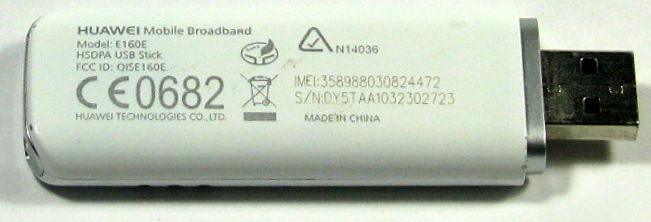 HUAWEI Mobile Broadband
Model: E160E
HSDPA USB Stick
FCC ID: QISE160E
CE0682
HUAWEI TECHNOLOGIES CO.,LTD.
N14036
IMEI:358988030824472
S/N:DY5TAA1032302723
MADE IN CHINA